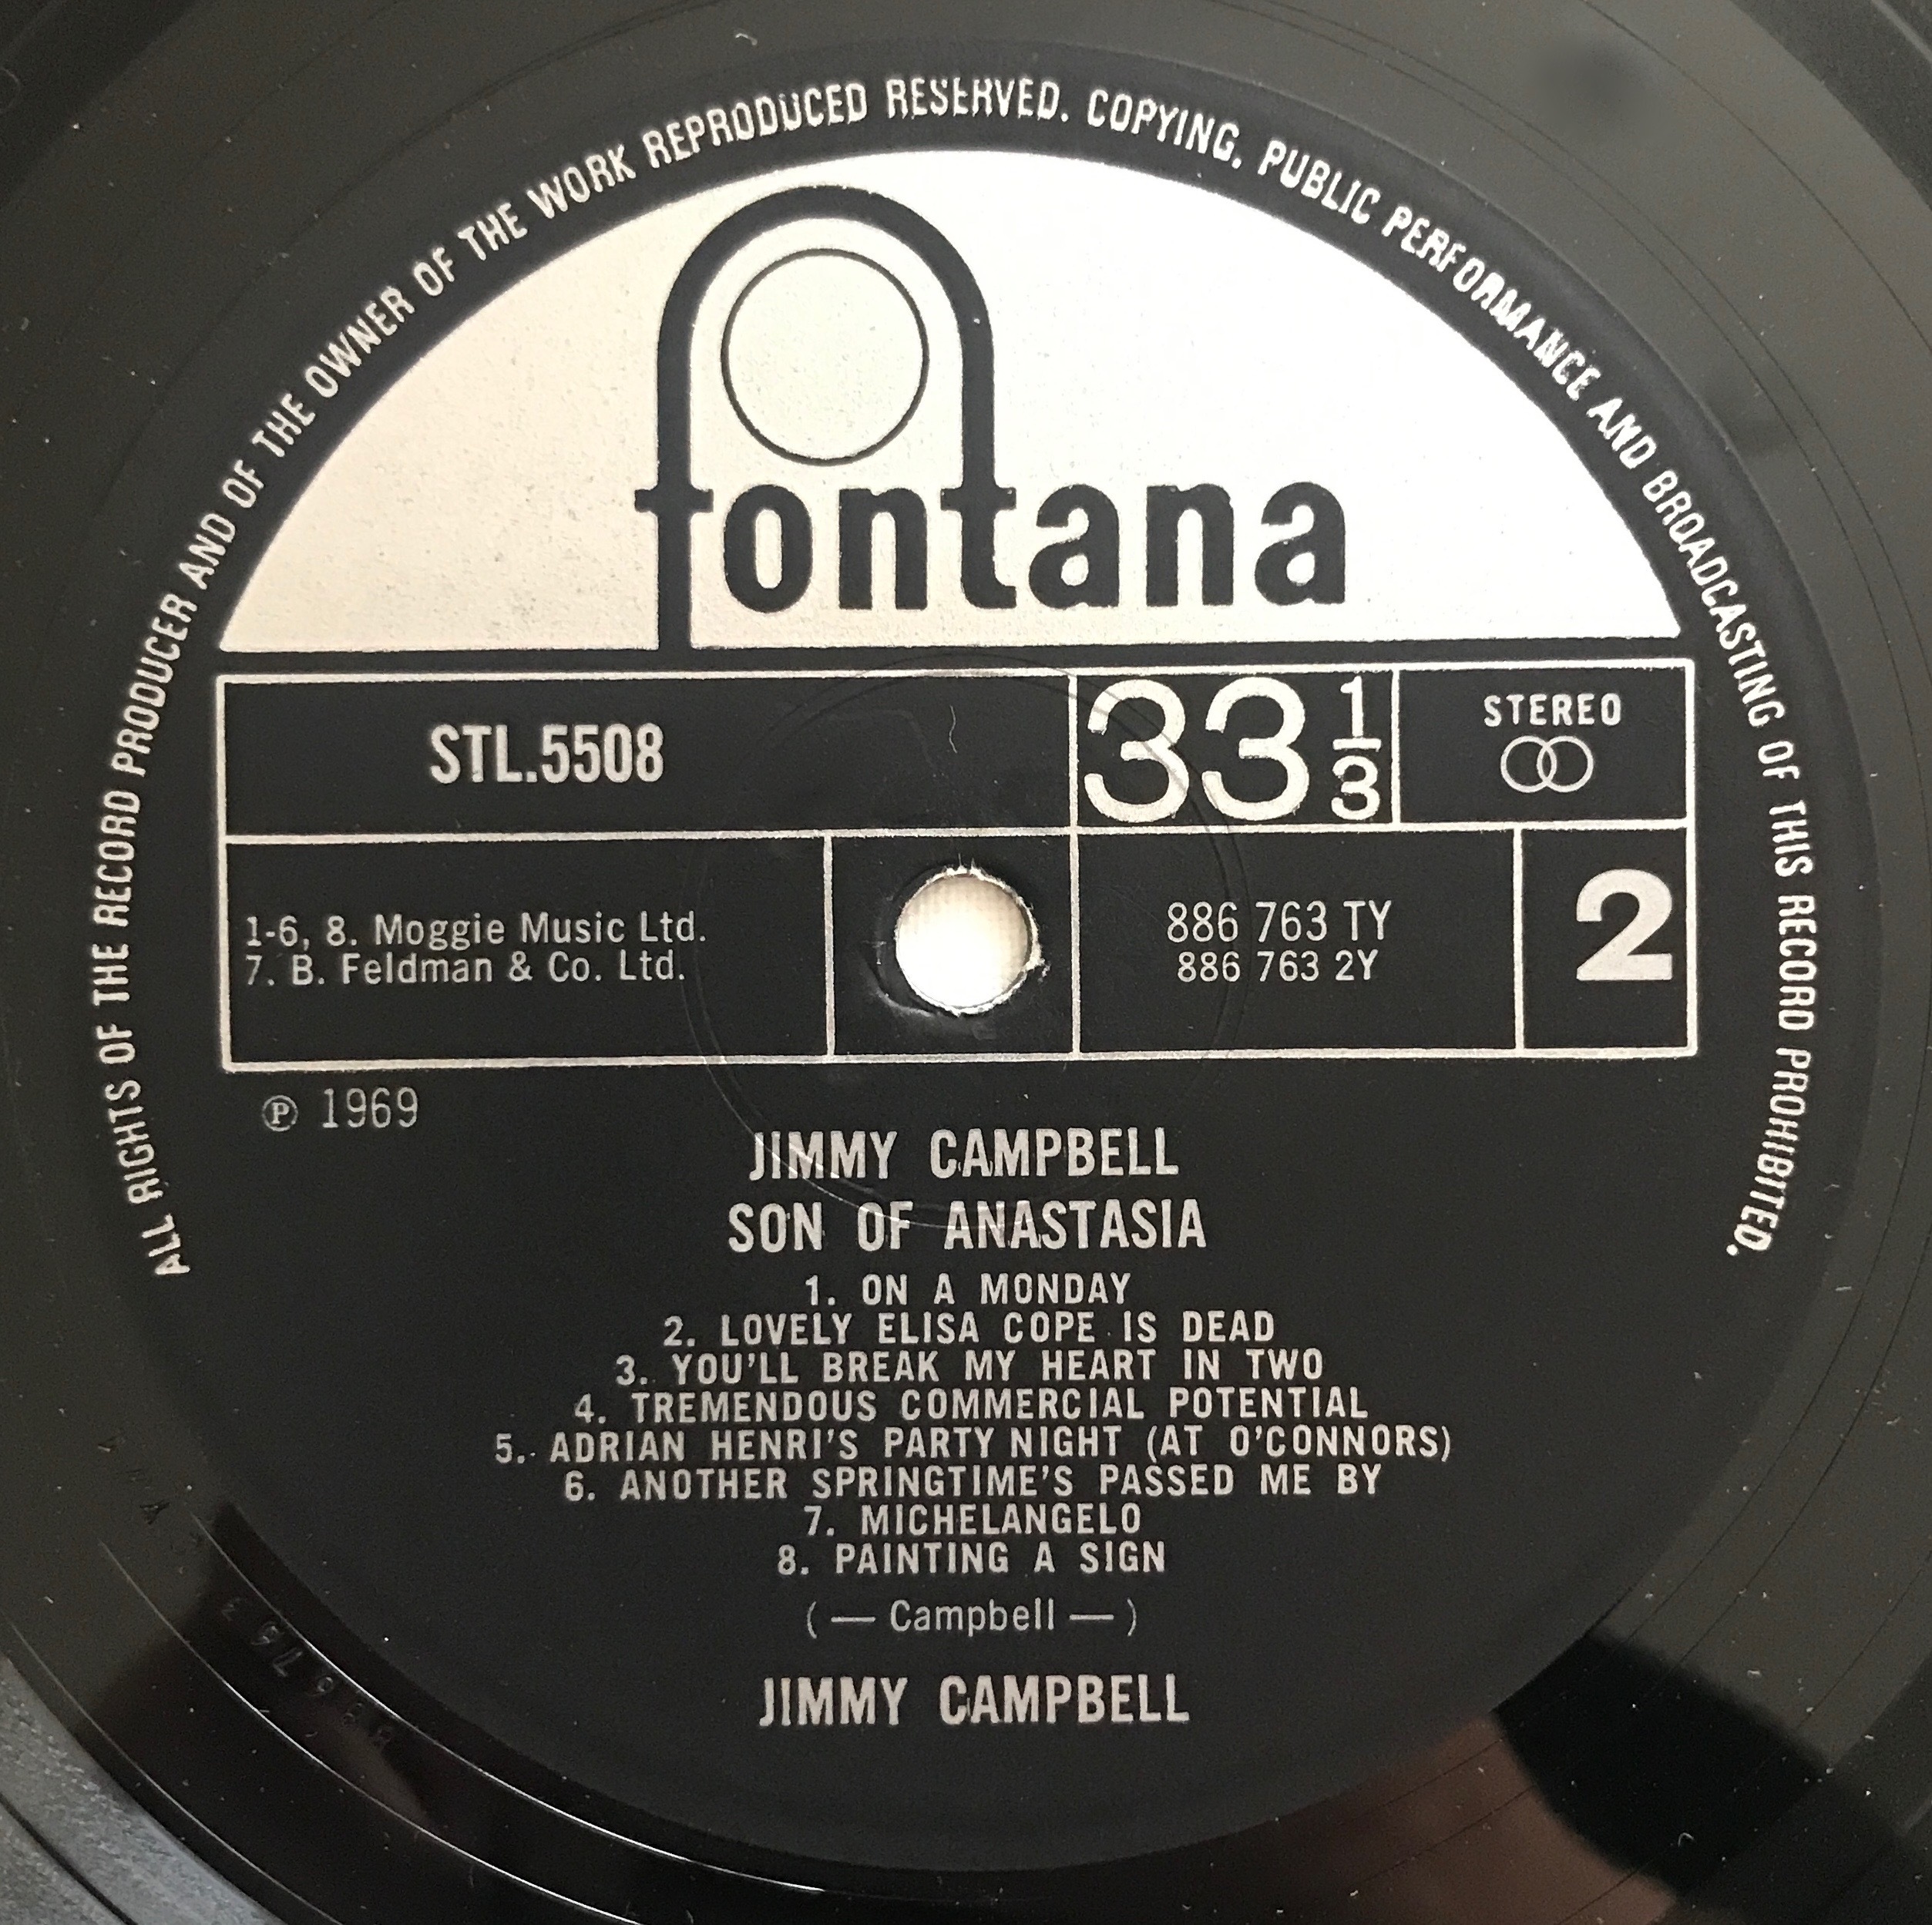 ALL RIGHTS OF THE RECORD PRODUCER AND OF THE OWNER OF THE WORK REPRODUCED RESERVED. COPYING, PUBLIC PERFORMANCE AND BROADCASTING OF THIS RECORD PROHIBITED.
fontana
STL.5508
33 1/3
STEREO
1-6, 8. Moggie Music Ltd.
7. B. Feldman & Co. Ltd.
886 763 TY
886 763 2Y
2
℗ 1969
JIMMY CAMPBELL
SON OF ANASTASIA
1. ON A MONDAY
2. LOVELY ELISA COPE IS DEAD
3. YOU'LL BREAK MY HEART IN TWO
4. TREMENDOUS COMMERCIAL POTENTIAL
5. ADRIAN HENRI'S PARTY NIGHT (AT O'CONNORS)
6. ANOTHER SPRINGTIME'S PASSED ME BY
7. MICHELANGELO
8. PAINTING A SIGN
(— Campbell —)
JIMMY CAMPBELL